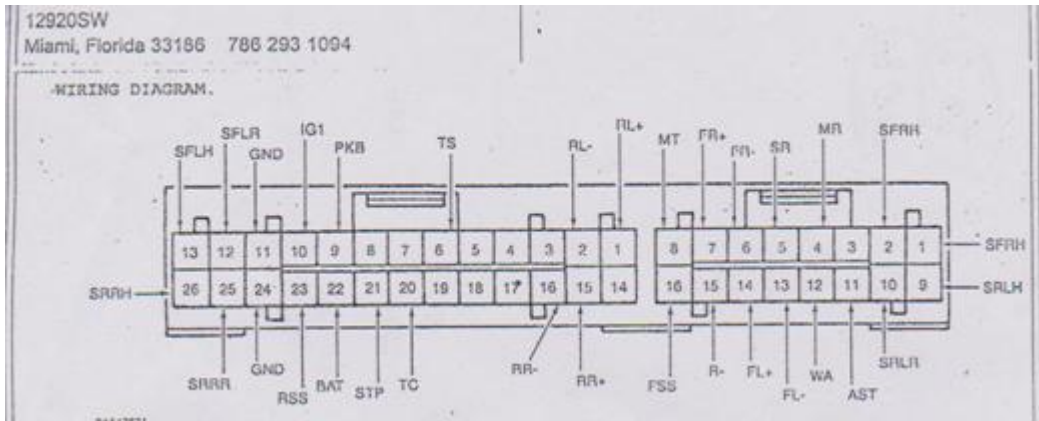 12920SW
Miami, Florida 33186 786 293 1094
WIRING DIAGRAM.
SFLH SFLR GND IG1 PKB TS RL- RL+ MT FR+ FR- SR MR SFRR
13 12 11 10 9 8 7 6 5 4 3 2 1 8 7 6 5 4 3 2 1 SFRH
SRRH 26 25 24 23 22 21 20 19 18 17 16 15 14 16 15 14 13 12 11 10 9 SRLH
SRRR GND RSS BAT STP TC RR- RR+ FSS R- FL+ FL- WA AST SRLR